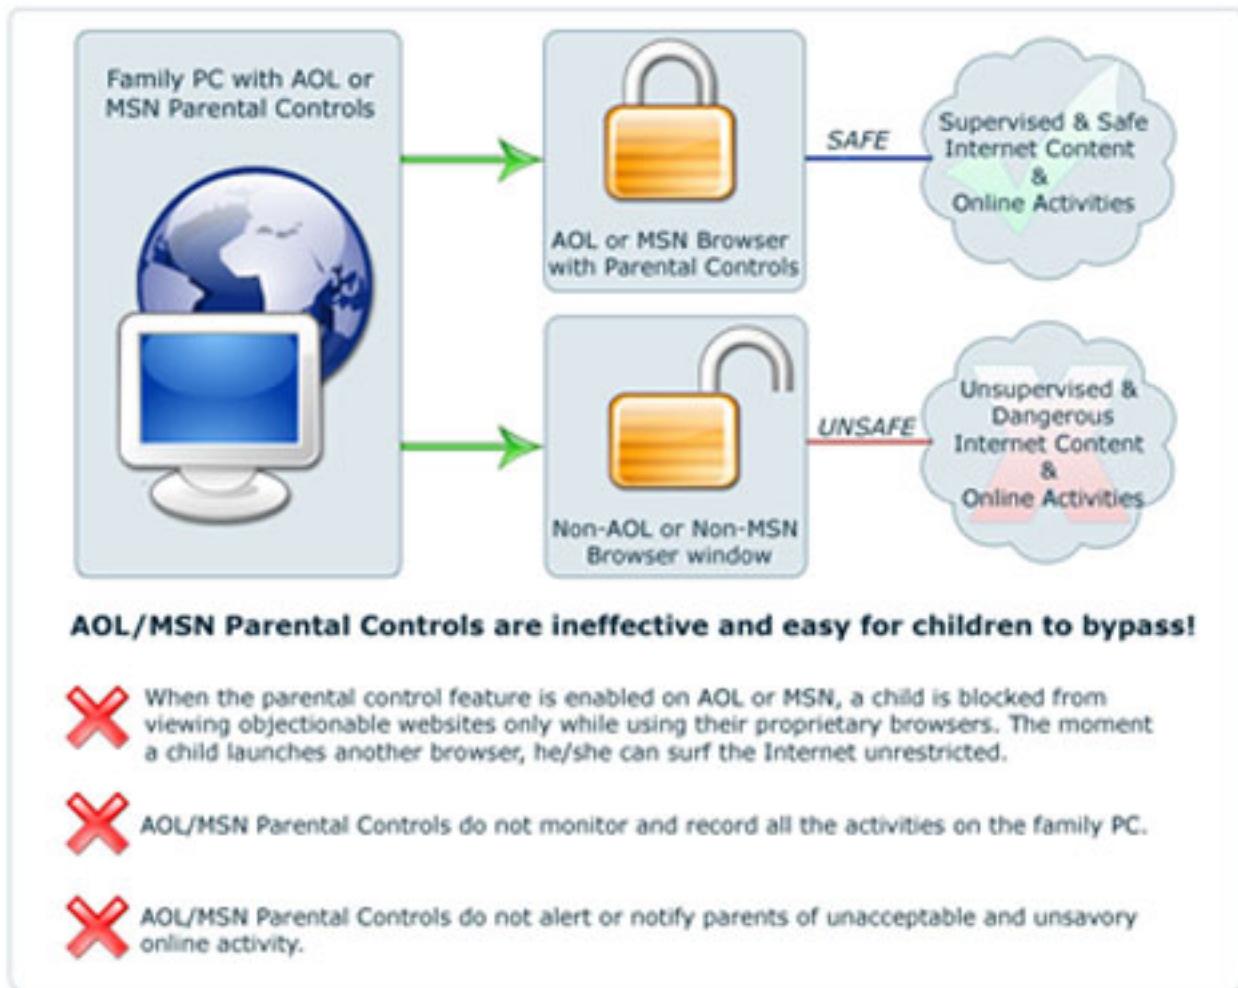 Family PC with AOL or
MSN Parental Controls
AOL or MSN Browser
with Parental Controls
SAFE
Supervised & Safe
Internet Content
&
Online Activities
Non-AOL or Non-MSN
Browser window
UNSAFE
Unsupervised &
Dangerous
Internet Content
&
Online Activities
AOL/MSN Parental Controls are ineffective and easy for children to bypass!
When the parental control feature is enabled on AOL or MSN, a child is blocked from
viewing objectionable websites only while using their proprietary browsers. The moment
a child launches another browser, he/she can surf the Internet unrestricted.
AOL/MSN Parental Controls do not monitor and record all the activities on the family PC.
AOL/MSN Parental Controls do not alert or notify parents of unacceptable and unsavory
online activity.